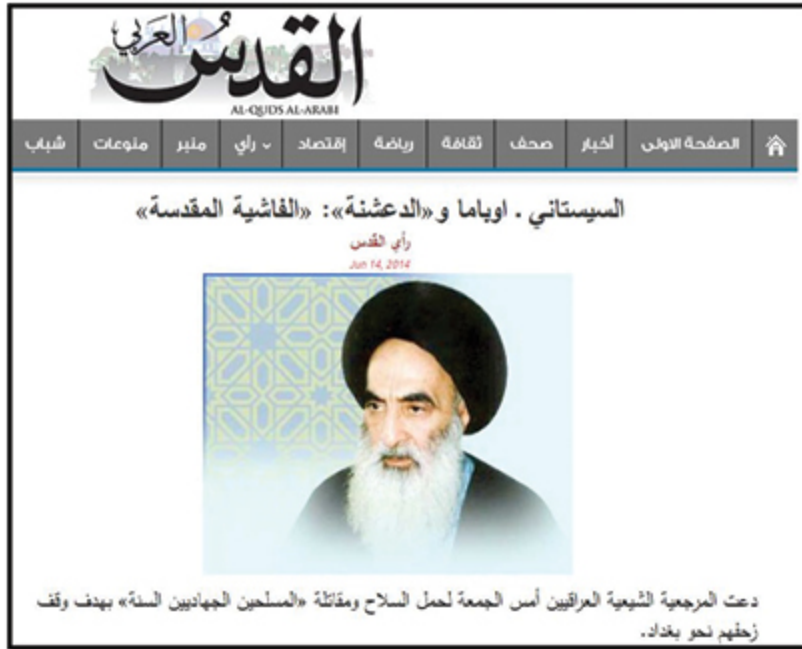 القدس العربي
AL-QUDS AL-ARABI
الصفحة الاولى أخبار صحف ثقافة رياضة إقتصاد رأي منبر منوعات شباب
السيستاني . اوباما و«الدعشنة»: «الفاشية المقدسة»
رأي القدس
Jun 14, 2014
دعت المرجعية الشيعية العراقيين أمس الجمعة لحمل السلاح ومقاتلة «المسلحين الجهاديين السنة» بهدف وقف
زحفهم نحو بغداد.